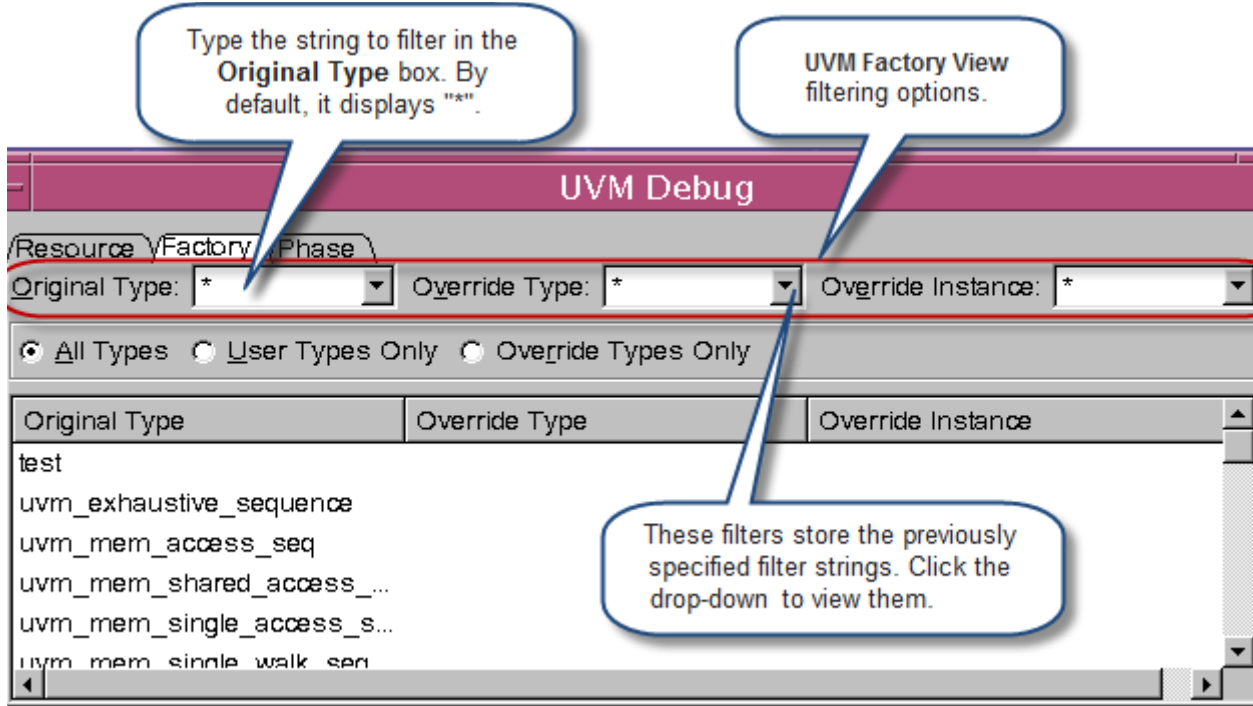 Type the string to filter in the
Original Type box. By
default, it displays "*".
UVM Factory View
filtering options.
UVM Debug
Resource Factory Phase
Original Type: * Override Type: * Override Instance: *
All Types User Types Only Override Types Only
Original Type Override Type Override Instance
test
uvm_exhaustive_sequence
uvm_mem_access_seq
uvm_mem_shared_access_...
uvm_mem_single_access_s...
uvm_mem_single_walk_seq
These filters store the previously
specified filter strings. Click the
drop-down to view them.